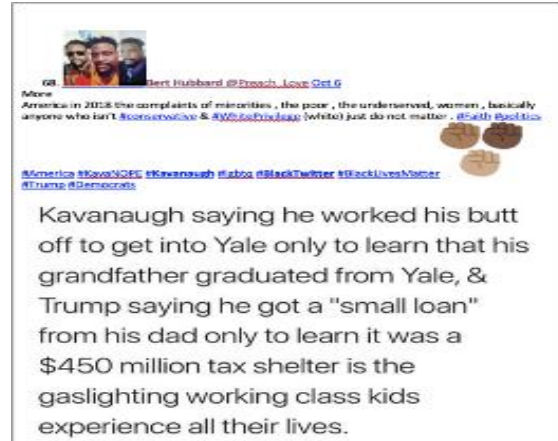 68. Bert Hubbard @Preach_Love Oct 6
More
America in 2018 the complaints of minorities , the poor , the underserved, women , basically
anyone who isn't #conservative & #WhitePrivilege (white) just do not matter . #Faith #politics
#America #KavaNOPE #Kavanaugh #lgbtq #BlackTwitter #BlackLivesMatter
#Trump #Democrats
Kavanaugh saying he worked his butt
off to get into Yale only to learn that his
grandfather graduated from Yale, &
Trump saying he got a "small loan"
from his dad only to learn it was a
$450 million tax shelter is the
gaslighting working class kids
experience all their lives.